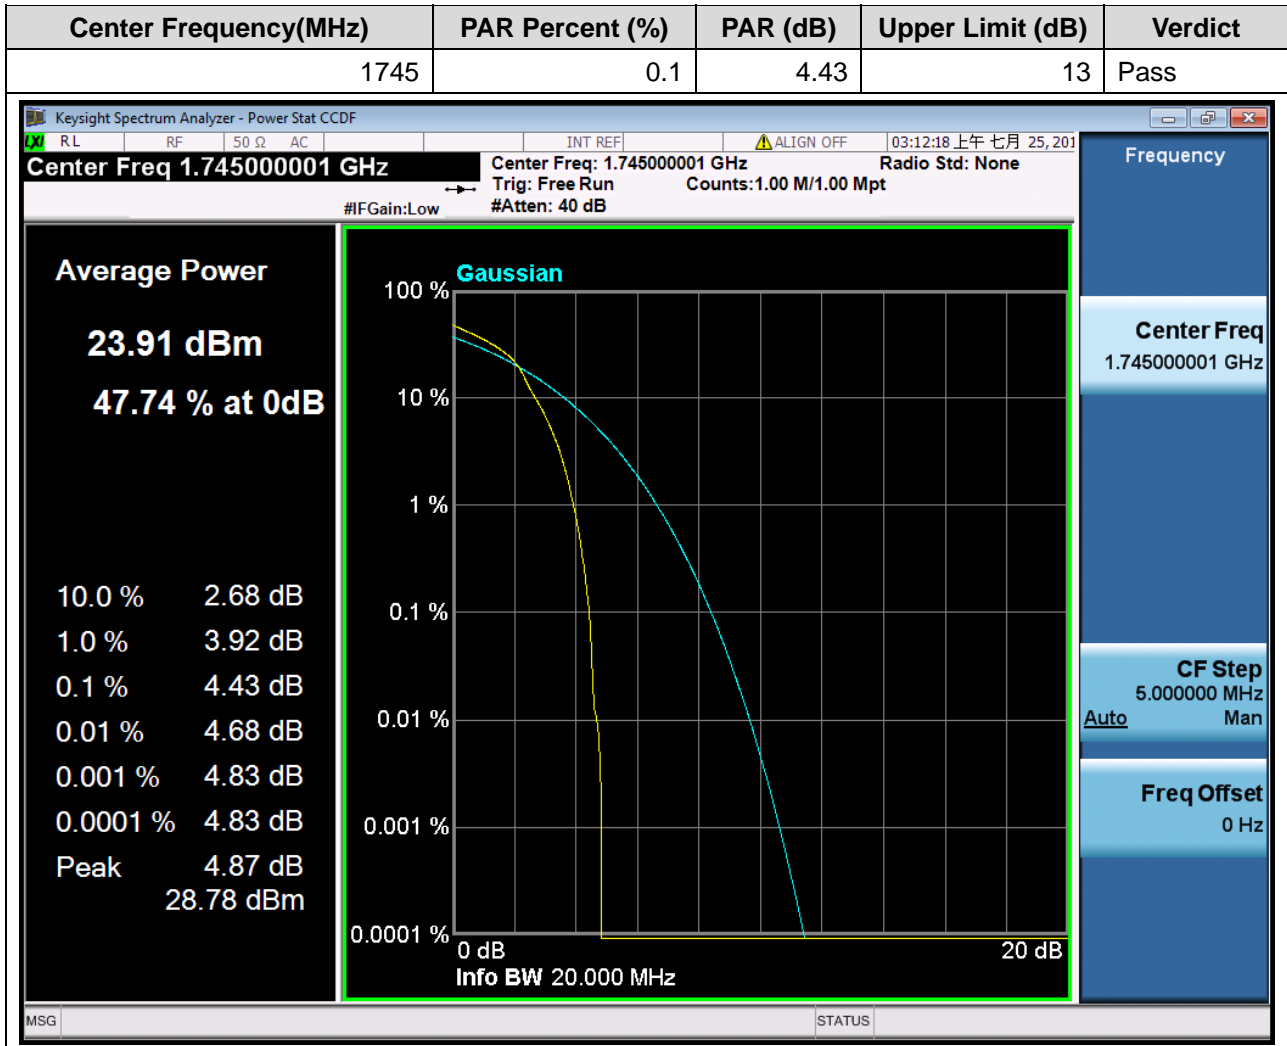 Center Frequency(MHz) PAR Percent (%) PAR (dB) Upper Limit (dB) Verdict
1745 0.1 4.43 13 Pass
Keysight Spectrum Analyzer - Power Stat CCDF
LXI RL RF 50 Ω AC INT REF ALIGN OFF 03:12:18 上午 七月 25, 201
Center Freq 1.745000001 GHz
Center Freq: 1.745000001 GHz Radio Std: None
Trig: Free Run Counts:1.00 M/1.00 Mpt
#IFGain:Low #Atten: 40 dB
Frequency
Average Power
23.91 dBm
47.74 % at 0dB
10.0 % 2.68 dB
1.0 % 3.92 dB
0.1 % 4.43 dB
0.01 % 4.68 dB
0.001 % 4.83 dB
0.0001 % 4.83 dB
Peak 4.87 dB
28.78 dBm
Gaussian
100 %
10 %
1 %
0.1 %
0.01 %
0.001 %
0.0001 %
0 dB 20 dB
Info BW 20.000 MHz
Center Freq
1.745000001 GHz
CF Step
5.000000 MHz
Auto Man
Freq Offset
0 Hz
MSG STATUS